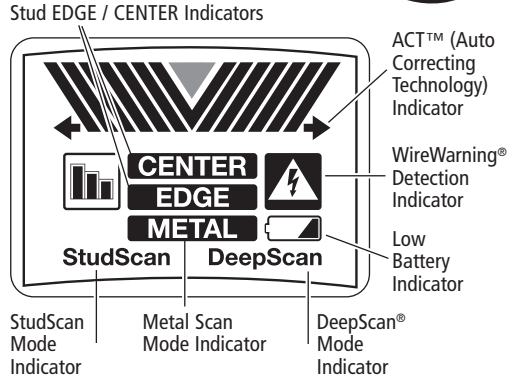 Stud EDGE / CENTER Indicators
ACT™ (Auto
Correcting
Technology)
Indicator
CENTER
WireWarning®
Detection
Indicator
EDGE
METAL
Low
Battery
Indicator
StudScan DeepScan
StudScan
Mode
Indicator
Metal Scan
Mode Indicator
DeepScan®
Mode
Indicator